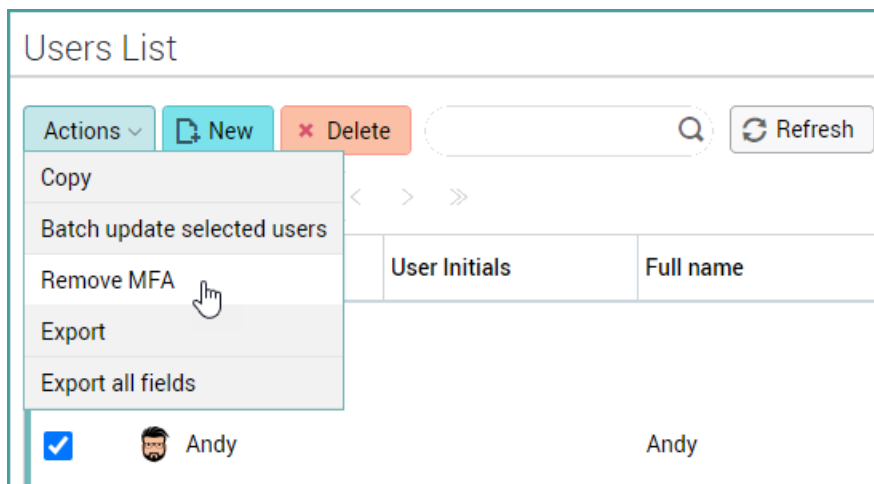 Users List
Actions New Delete Refresh
Copy
Batch update selected users
User Initials Full name
Remove MFA
Export
Export all fields
Andy Andy